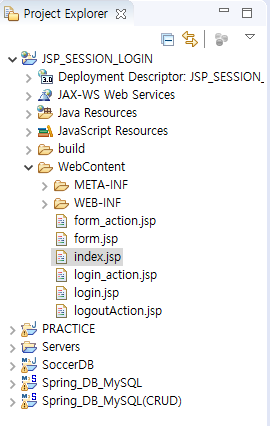 Project Explorer
JSP_SESSION_LOGIN
3.0 Deployment Descriptor: JSP_SESSION_
JAX-WS Web Services
Java Resources
JavaScript Resources
build
WebContent
META-INF
WEB-INF
form_action.jsp
form.jsp
index.jsp
login_action.jsp
login.jsp
logoutAction.jsp
PRACTICE
Servers
SoccerDB
Spring_DB_MySQL
Spring_DB_MySQL(CRUD)